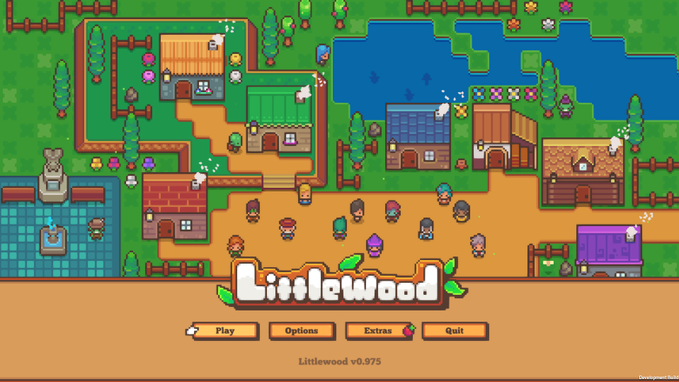 LittleWood
Play
Options
Extras
Quit
Littlewood v0.975
Development Build